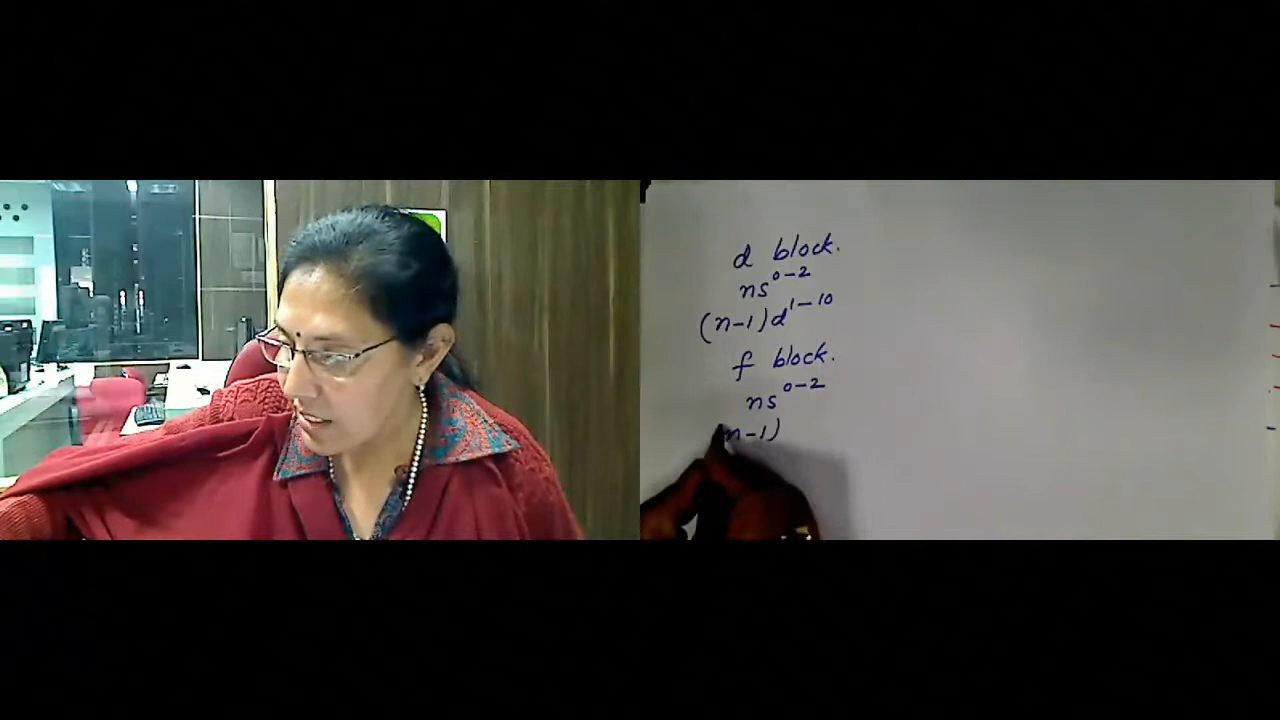 d block.
ns⁰⁻²
(n-1)d¹⁻¹⁰
f block.
ns⁰⁻²
(n-1)